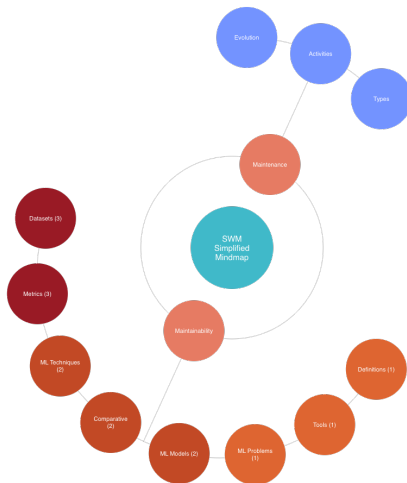 Evolution
Activities
Types
Maintenance
SWM
Simplified
Mindmap
Datasets (3)
Metrics (3)
Maintainability
ML Techniques
(2)
Comparative
(2)
ML Models (2)
ML Problems
(1)
Tools (1)
Definitions (1)